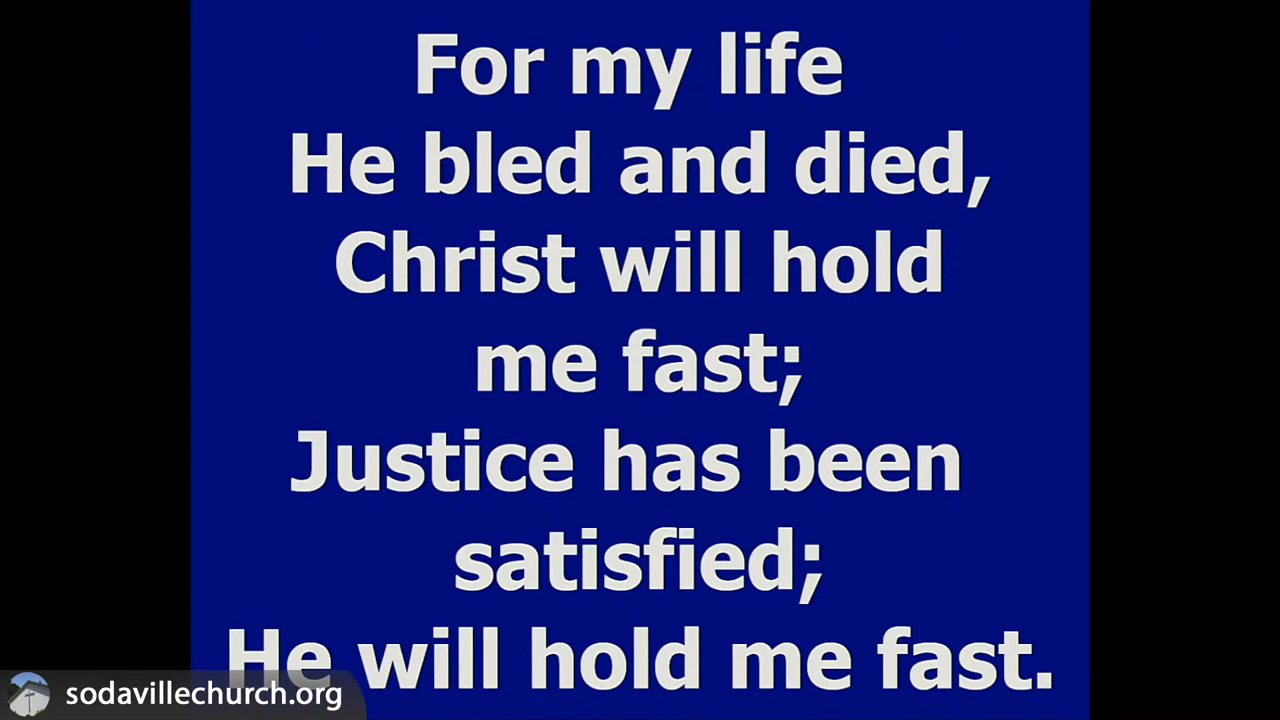 For my life
He bled and died,
Christ will hold
me fast;
Justice has been
satisfied;
He will hold me fast.
sodavillechurch.org